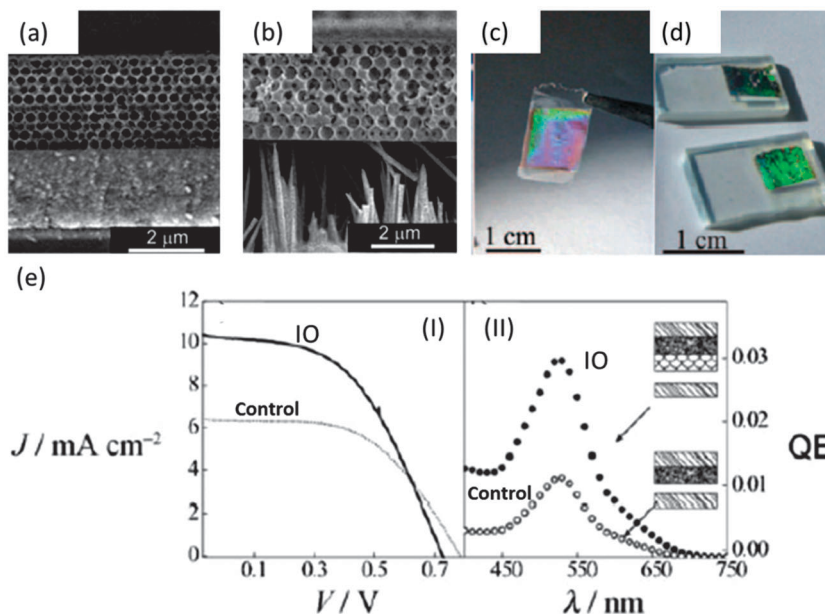 (a)
(b)
(c)
(d)
2 μm
2 μm
1 cm
1 cm
(e)
12
10
8
6
4
2
0
J / mA cm⁻²
(I)
IO
Control
0.1
0.3
0.5
0.7
V / V
(II)
IO
Control
0.03
0.02
0.01
0.00
QE
450
550
650
750
λ / nm